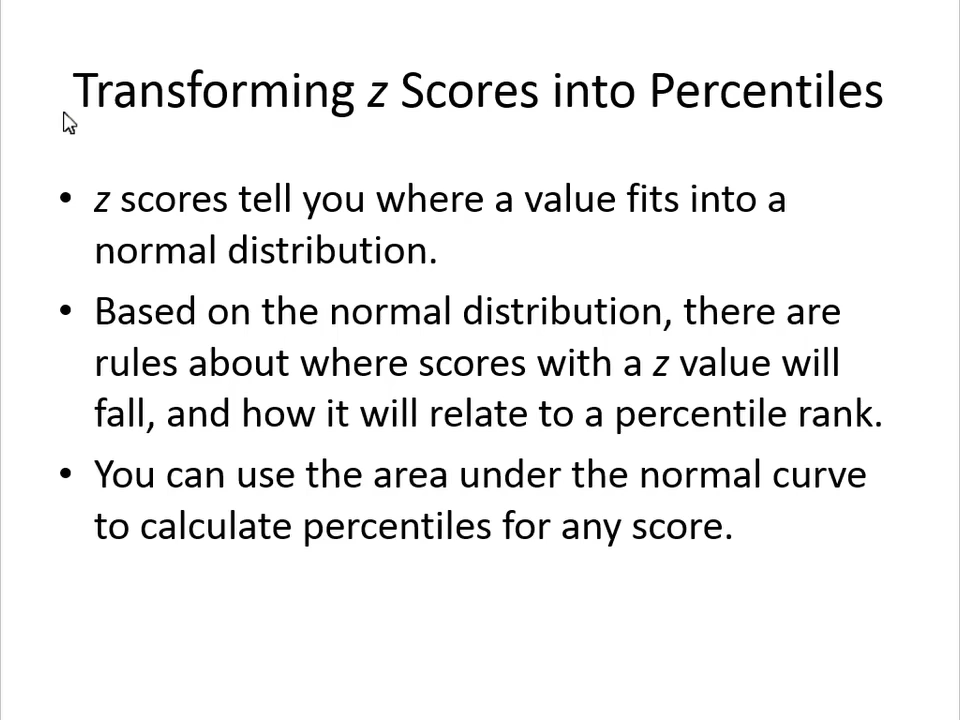 Transforming z Scores into Percentiles
• z scores tell you where a value fits into a
normal distribution.
• Based on the normal distribution, there are
rules about where scores with a z value will
fall, and how it will relate to a percentile rank.
• You can use the area under the normal curve
to calculate percentiles for any score.